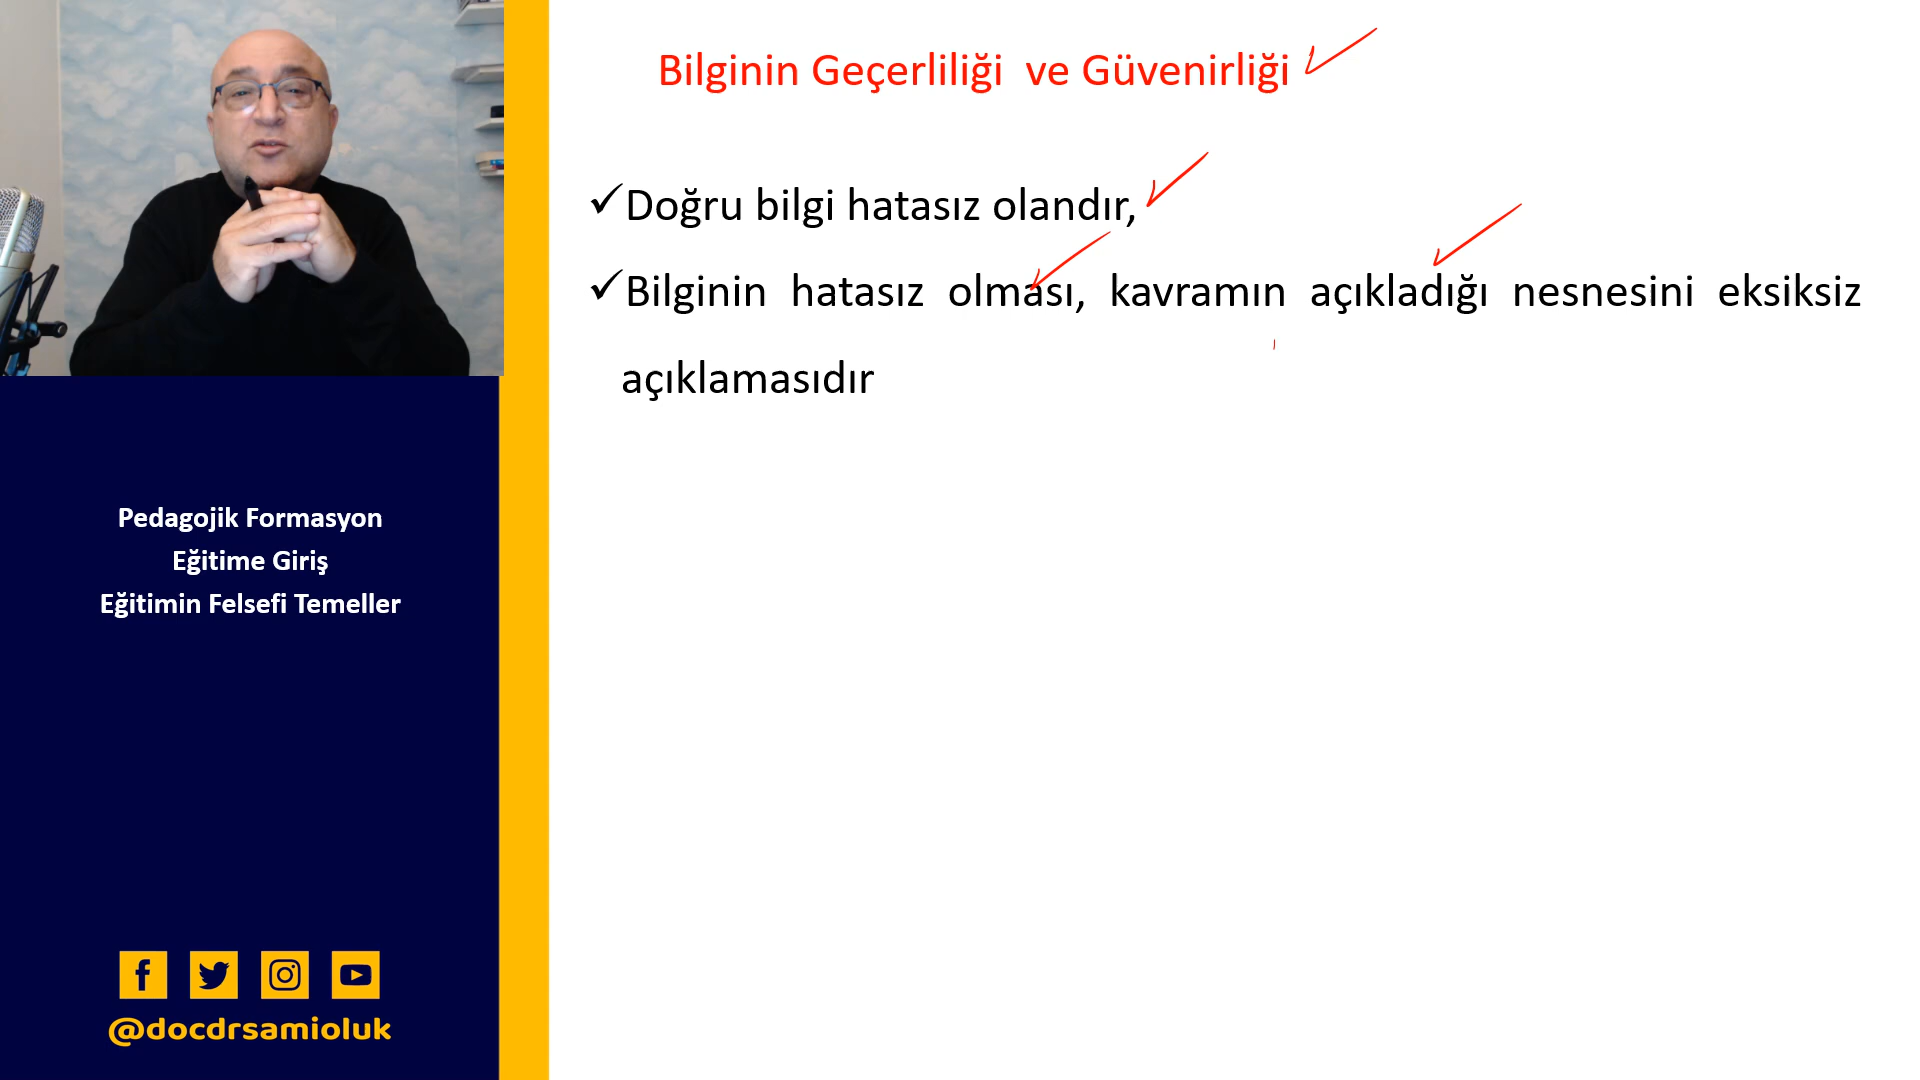 Bilginin Geçerliliği ve Güvenirliği
Doğru bilgi hatasız olandır,
Bilginin hatasız olması, kavramın açıkladığı nesnesini eksiksiz
açıklamasıdır
Pedagojik Formasyon
Eğitime Giriş
Eğitimin Felsefi Temeller
@docdrsamioluk